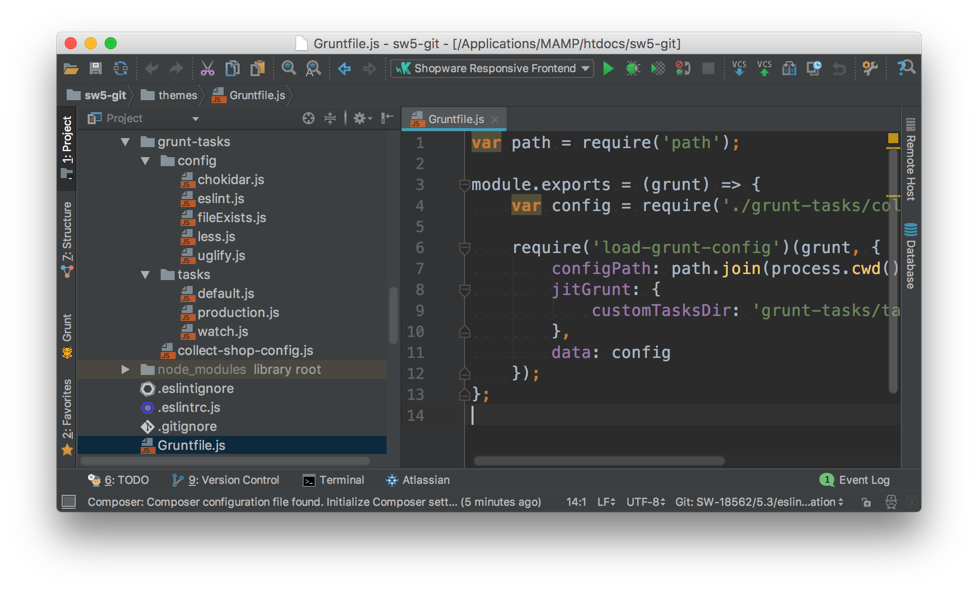 Gruntfile.js - sw5-git - [/Applications/MAMP/htdocs/sw5-git]
Shopware Responsive Frontend
VCS
VCS
sw5-git
themes
Gruntfile.js
1: Project
Z: Structure
Grunt
2: Favorites
Project
grunt-tasks
config
chokidar.js
eslint.js
fileExists.js
less.js
uglify.js
tasks
default.js
production.js
watch.js
collect-shop-config.js
node_modules library root
.eslintignore
.eslintrc.js
.gitignore
Gruntfile.js
Gruntfile.js
1 var path = require('path');
2
3 module.exports = (grunt) => {
4 var config = require('./grunt-tasks/col
5
6 require('load-grunt-config')(grunt, {
7 configPath: path.join(process.cwd()
8 jitGrunt: {
9 customTasksDir: 'grunt-tasks/ta
10 },
11 data: config
12 });
13 };
14
Remote Host
Database
6: TODO
9: Version Control
Terminal
Atlassian
1 Event Log
Composer: Composer configuration file found. Initialize Composer sett... (5 minutes ago)
14:1
LF
UTF-8
Git: SW-18562/5.3/eslin...ation